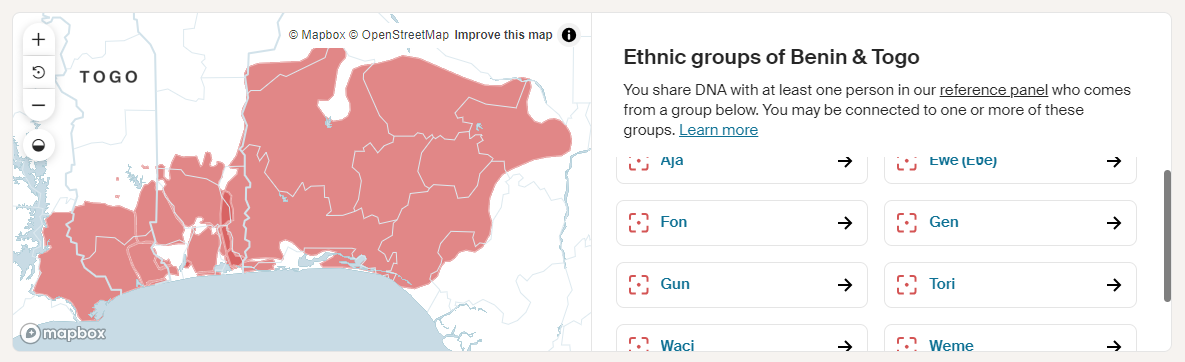 © Mapbox © OpenStreetMap Improve this map
TOGO
mapbox
Ethnic groups of Benin & Togo
You share DNA with at least one person in our reference panel who comes
from a group below. You may be connected to one or more of these
groups. Learn more
Aja
Ewe (Eʋe)
Fon
Gen
Gun
Tori
Waci
Weme